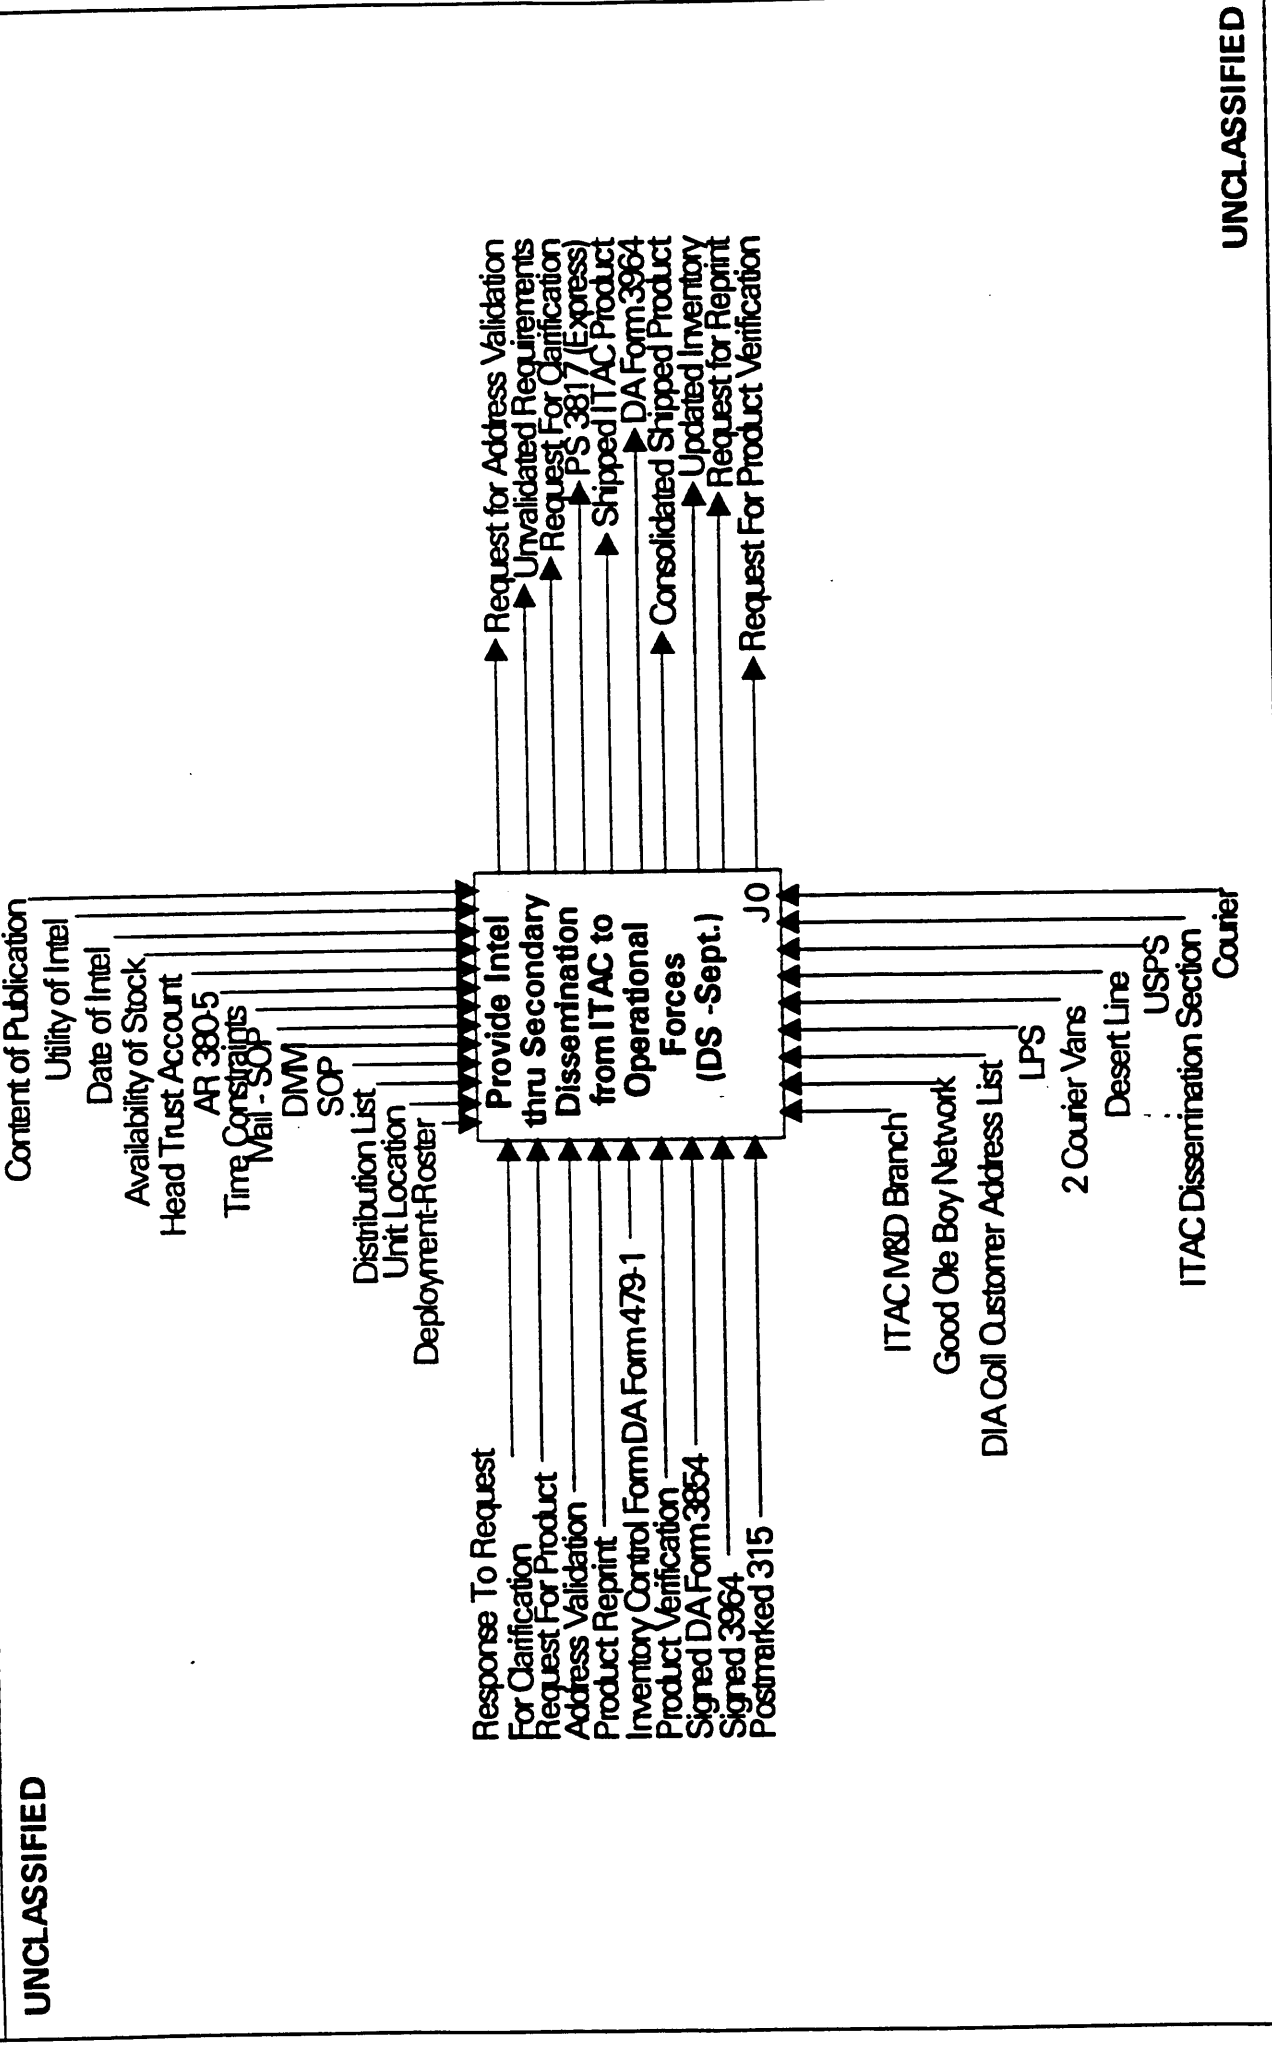 UNCLASSIFIED
Content of Publication
Utility of Intel
Date of Intel
Availability of Stock
Head Trust Account
AR 380-5
Time Constraints
Mail - SOP
DMM
SOP
Distribution List
Unit Location
Deployment-Roster
Response To Request
For Clarification
Request For Product
Address Validation
Product Reprint
Inventory Control Form DA Form 479-1
Product Verification
Signed DA Form 3854
Signed 3964
Postmarked 315
Provide Intel
thru Secondary
Dissemination
from ITAC to
Operational
Forces
(DS -Sept.)
J0
Request for Address Validation
Unvalidated Requirements
Request For Clarification
PS 3817 (Express)
Shipped ITAC Product
DA Form 3964
Consolidated Shipped Product
Updated Inventory
Request for Reprint
Request For Product Verification
ITAC M&D Branch
Good Ole Boy Network
DIA Coll Customer Address List
LPS
2 Courier Vans
Desert Line
USPS
ITAC Dissemination Section
Courier
UNCLASSIFIED